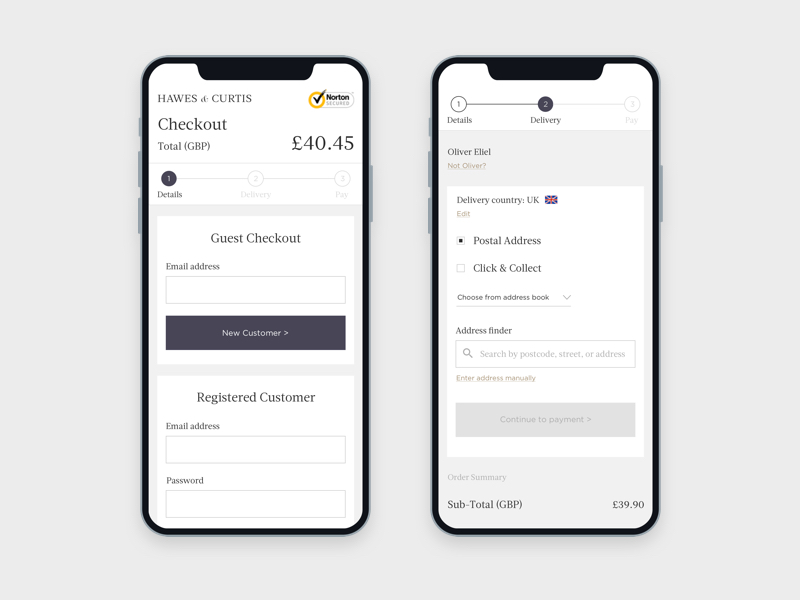 HAWES & CURTIS
Norton
SECURED
Checkout
Total (GBP)
£40.45
1
2
3
Details
Delivery
Pay
Guest Checkout
Email address
New Customer >
Registered Customer
Email address
Password
1
2
3
Details
Delivery
Pay
Oliver Eliel
Not Oliver?
Delivery country: UK
Edit
Postal Address
Click & Collect
Choose from address book
Address finder
Search by postcode, street, or address
Enter address manually
Continue to payment >
Order Summary
Sub-Total (GBP)
£39.90